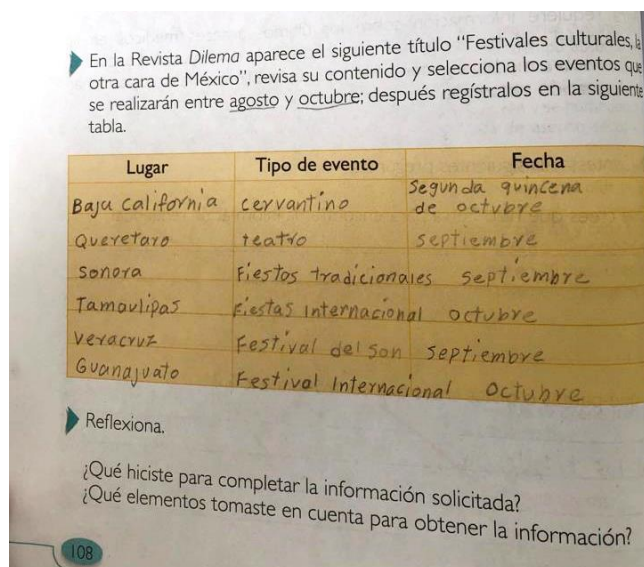 En la Revista Dilema aparece el siguiente título “Festivales culturales, la
otra cara de México”, revisa su contenido y selecciona los eventos que
se realizarán entre agosto y octubre; después regístralos en la siguiente
tabla.
Lugar Tipo de evento Fecha
Baja California cervantino Segunda quincena
de octubre
Queretaro teatro septiembre
Sonora Fiestas tradicionales septiembre
Tamaulipas Fiestas internacional octubre
Veracruz Festival del son septiembre
Guanajuato Festival Internacional octubre
Reflexiona.
¿Qué hiciste para completar la información solicitada?
¿Qué elementos tomaste en cuenta para obtener la información?
108